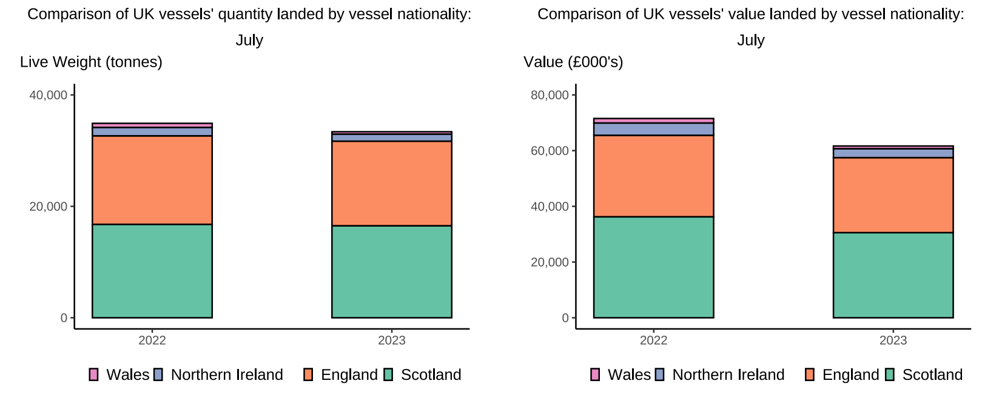 Comparison of UK vessels' quantity landed by vessel nationality:
July
Live Weight (tonnes)
40,000
20,000
0
2022 2023
Wales Northern Ireland England Scotland
Comparison of UK vessels' value landed by vessel nationality:
July
Value (£000's)
80,000
60,000
40,000
20,000
0
2022 2023
Wales Northern Ireland England Scotland